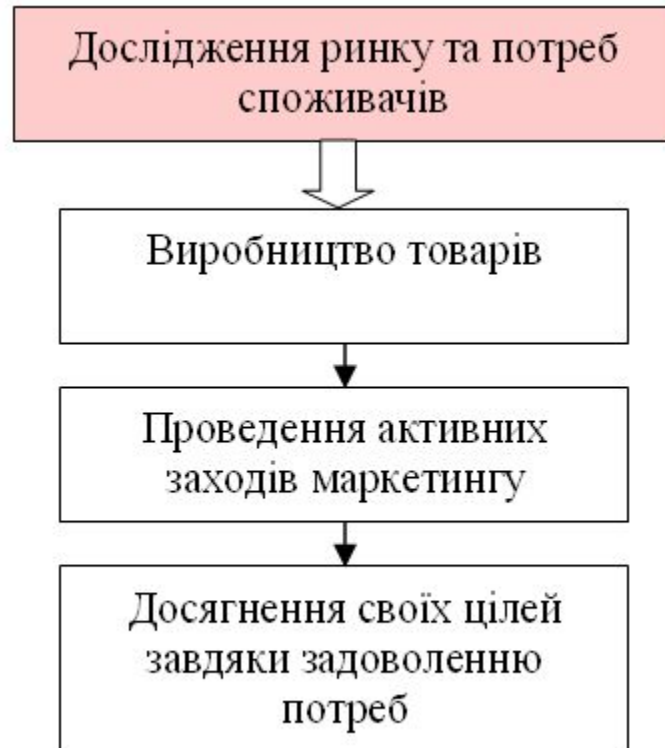 Дослідження ринку та потреб
споживачів
Виробництво товарів
Проведення активних
заходів маркетингу
Досягнення своїх цілей
завдяки задоволенню
потреб